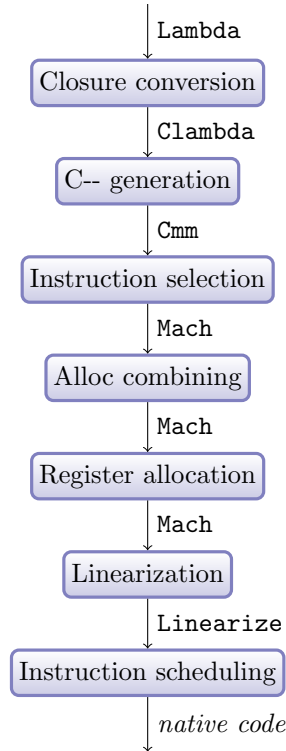 Lambda
Closure conversion
Clambda
C-- generation
Cmm
Instruction selection
Mach
Alloc combining
Mach
Register allocation
Mach
Linearization
Linearize
Instruction scheduling
native code